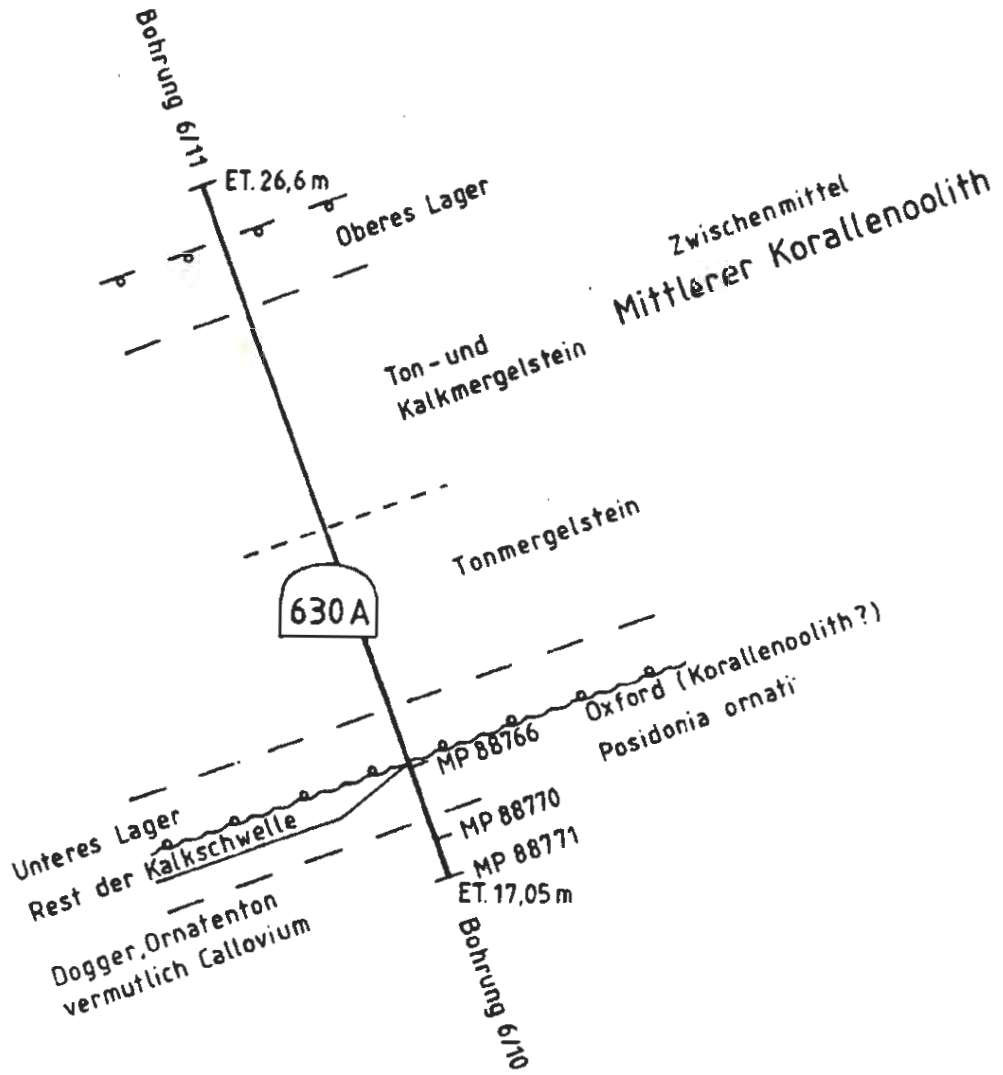 Bohrung 6/11
ET. 26,6 m
Oberes Lager
Zwischenmittel
Mittlerer Korallenoolith
Ton-und
Kalkmergelstein
Tonmergelstein
630 A
Oxford (Korallenoolith?)
Posidonia ornati
MP 88766
MP 88770
MP 88771
ET. 17,05 m
Unteres Lager
Rest der Kalkschwelle
Dogger, Ornatenton
vermutlich Callovium
Bohrung 6/10